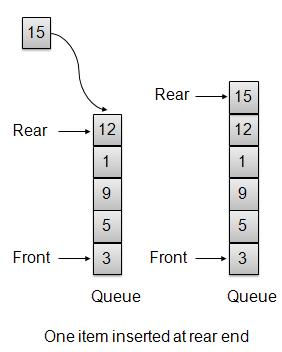 15
Rear
12
1
9
5
Front
3
Queue
Rear
15
12
1
9
5
Front
3
Queue
One item inserted at rear end